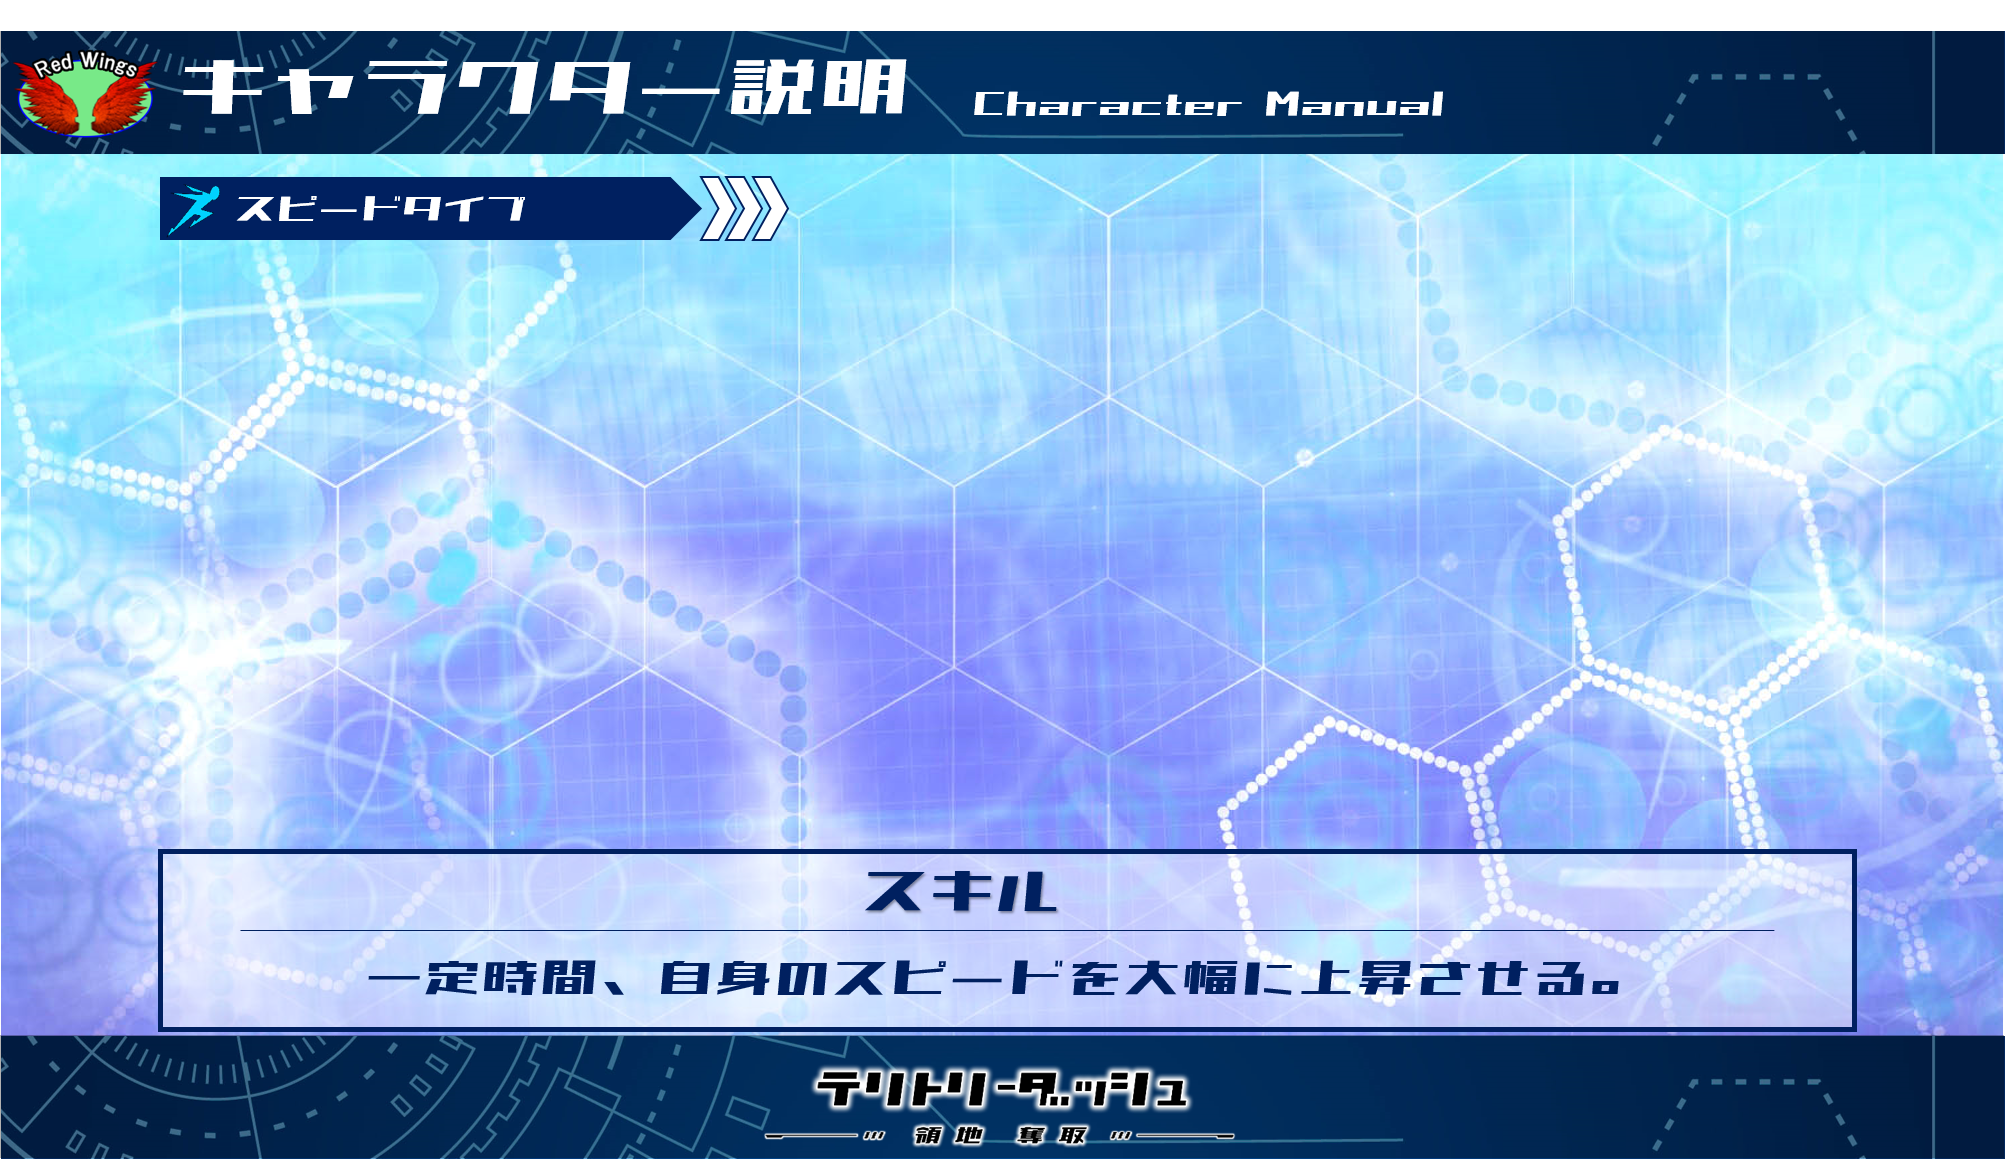 Red Wings
キャラクター説明 Character Manual
スピードタイプ
スキル
一定時間、自身のスピードを大幅に上昇させる。
テリトリーダッシュ
領地 奪取